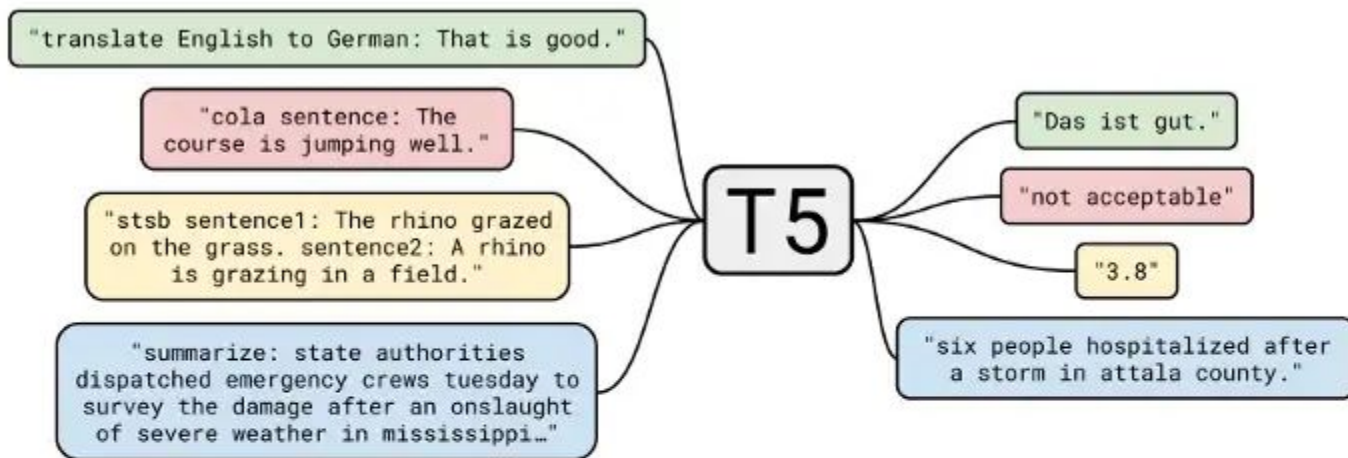 "translate English to German: That is good."
"cola sentence: The
course is jumping well."
"stsb sentence1: The rhino grazed
on the grass. sentence2: A rhino
is grazing in a field."
"summarize: state authorities
dispatched emergency crews tuesday to
survey the damage after an onslaught
of severe weather in mississippi…"
T5
"Das ist gut."
"not acceptable"
"3.8"
"six people hospitalized after
a storm in attala county."